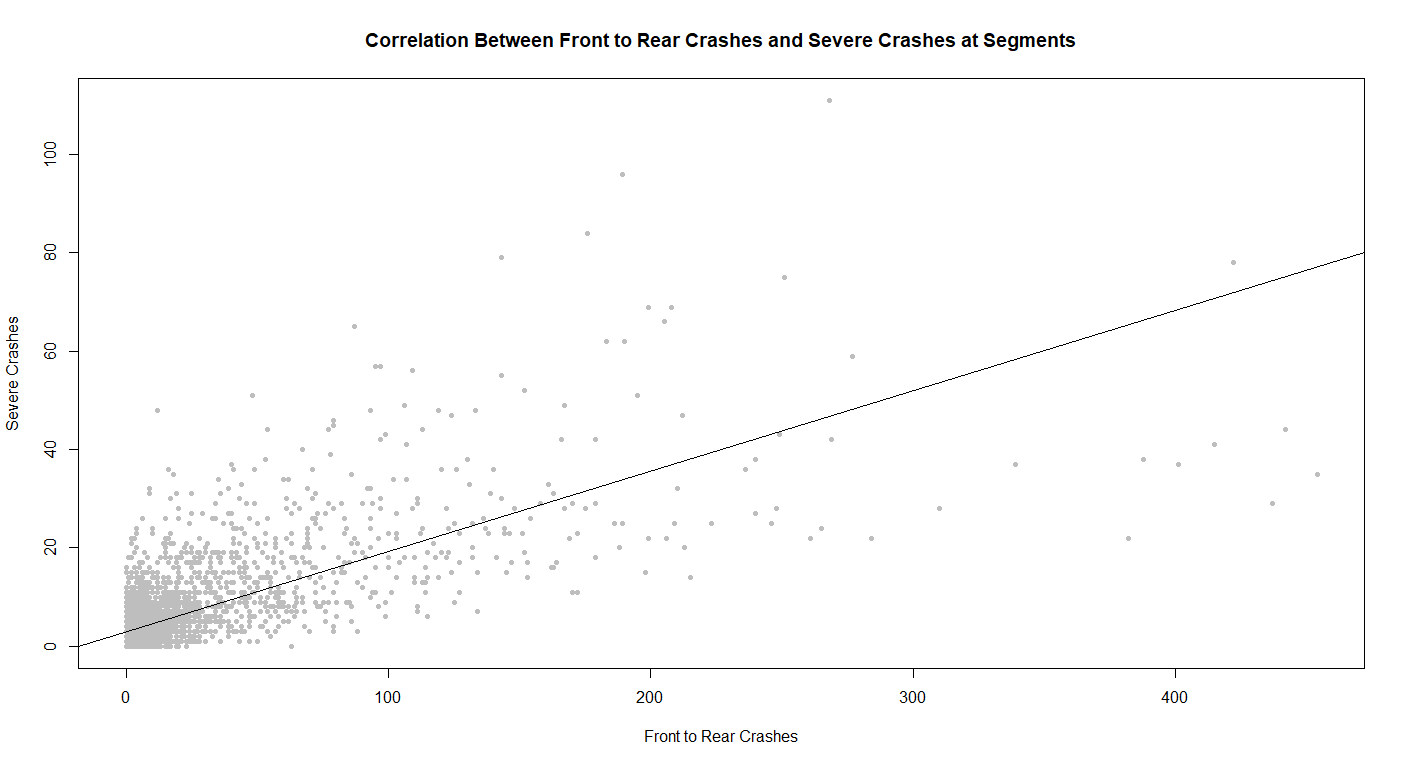 Correlation Between Front to Rear Crashes and Severe Crashes at Segments
100
80
60
40
20
0
Severe Crashes
0 100 200 300 400
Front to Rear Crashes